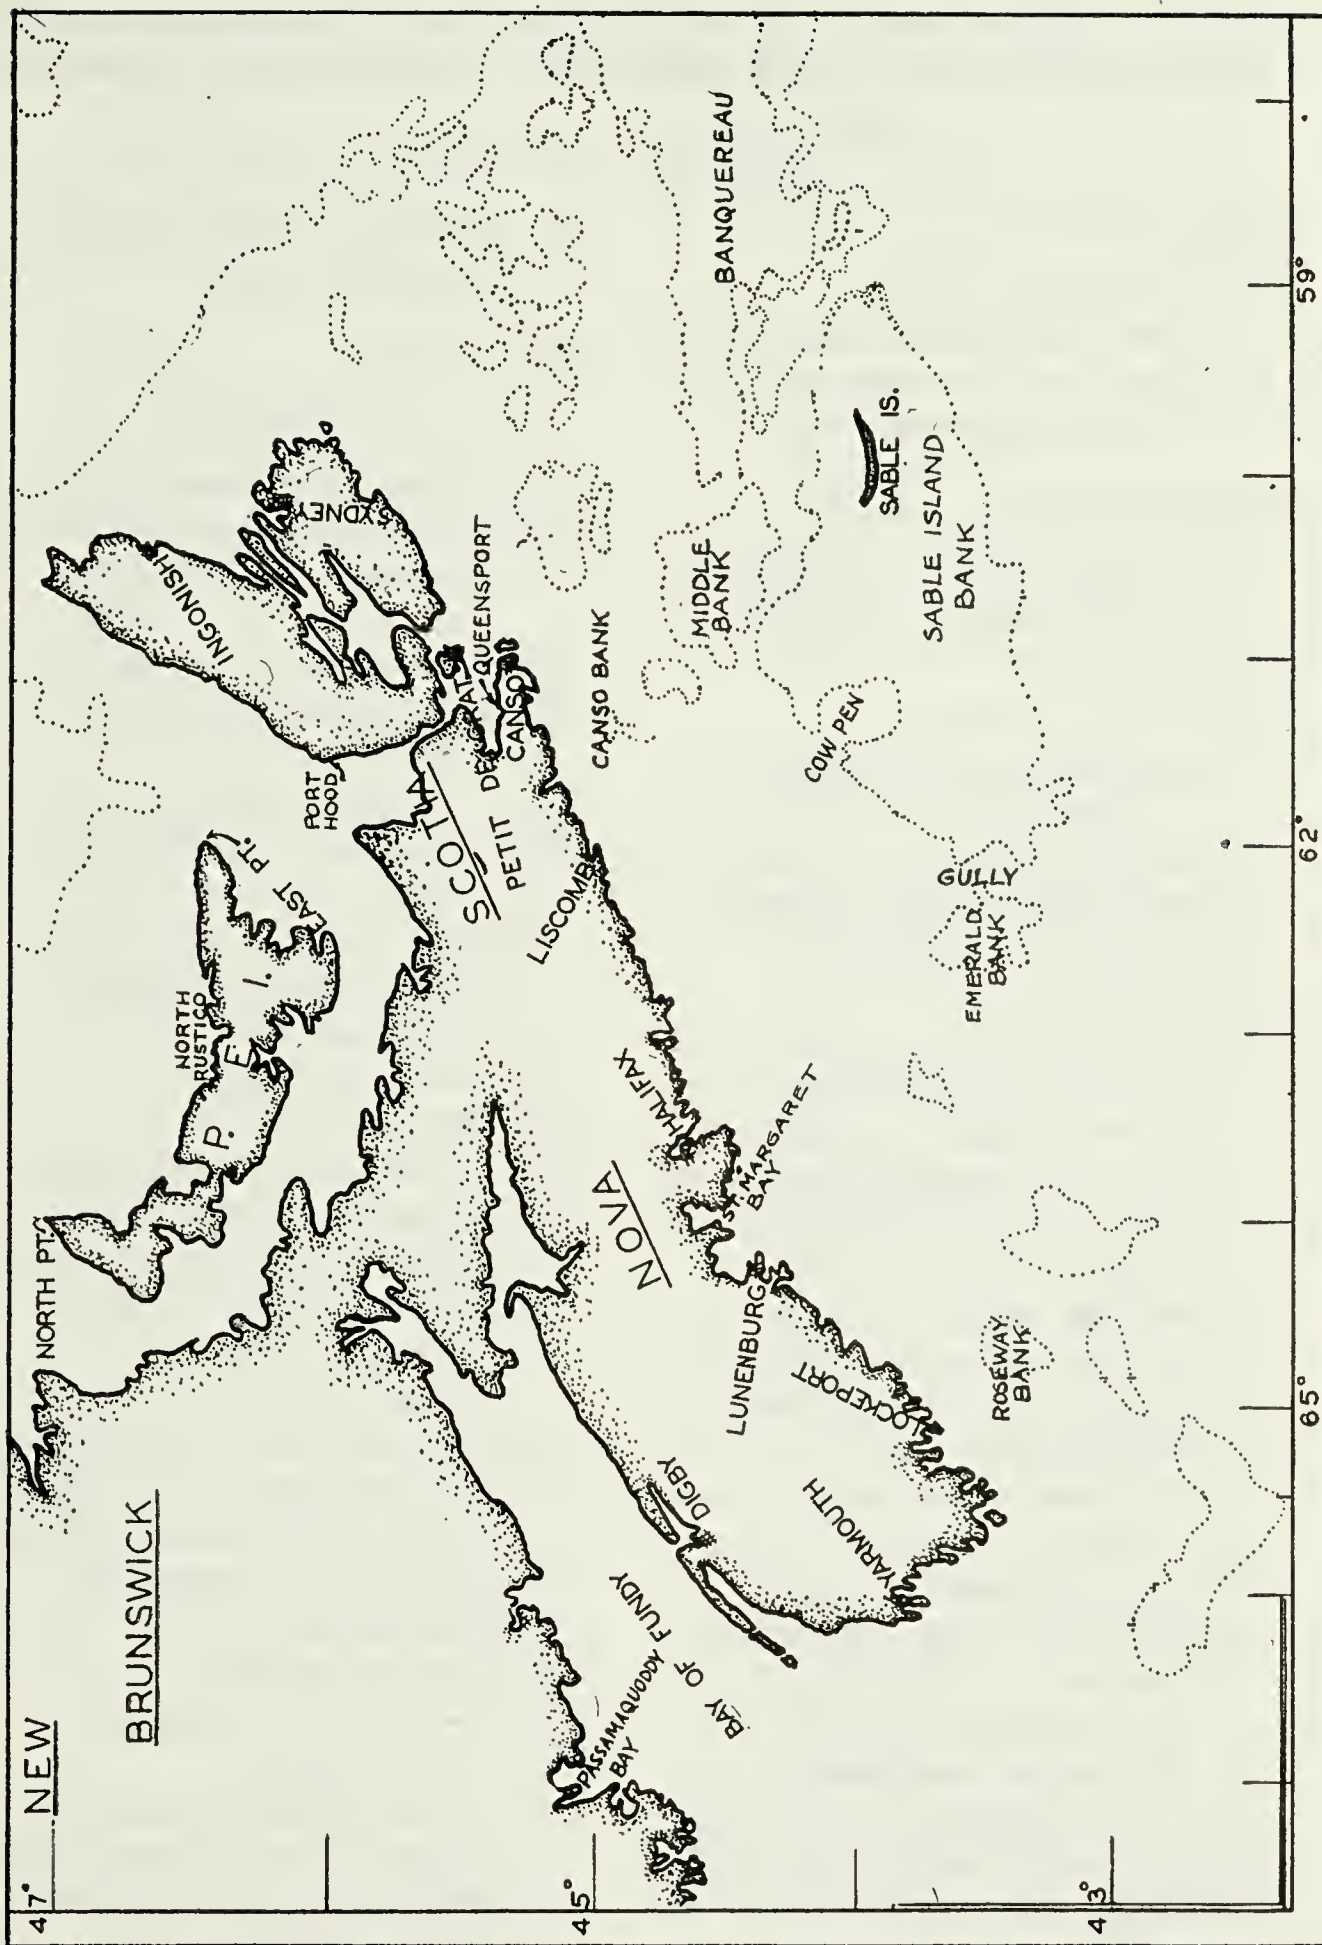 47°
NEW
BRUNSWICK
NORTH PT.
P. E. I.
NORTH
RUSTICO
EAST PT.
PORT
HOOD
INGONISH
SYDNEY
SCOTIA
PETIT DE GRAT
QUEENSPORT
CANSO
LISCOMB
CANSO BANK
45°
PASSAMAQUODDY
BAY
BAY OF FUNDY
DIGBY
NOVA
HALIFAX
ST. MARGARET
BAY
LUNENBURG
LOCKEPORT
YARMOUTH
MIDDLE
BANK
BANQUEREAU
SABLE IS.
SABLE ISLAND
BANK
COW PEN
GULLY
EMERALD
BANK
ROSEWAY
BANK
43°
65°
62°
59°